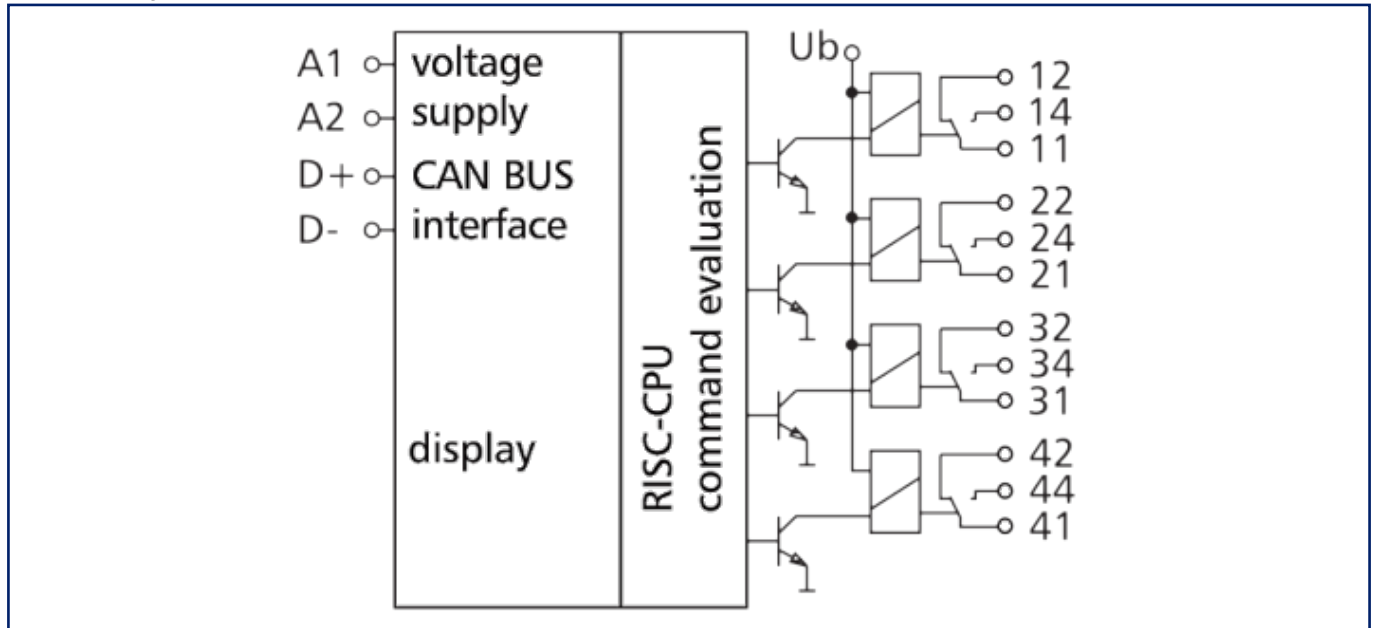 A1 voltage
A2 supply
D+ CAN BUS
D- interface
display
RISC-CPU
command evaluation
Ub
12
14
11
22
24
21
32
34
31
42
44
41